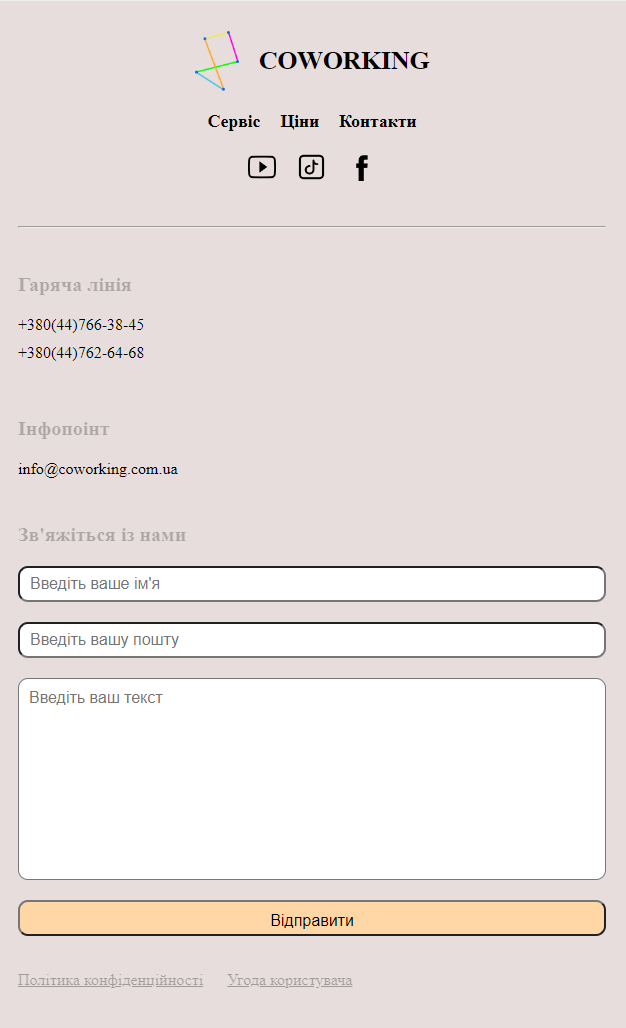 COWORKING
Сервіс Ціни Контакти
Гаряча лінія
+380(44)766-38-45
+380(44)762-64-68
Інфопоінт
info@coworking.com.ua
Зв'яжіться із нами
Введіть ваше ім'я
Введіть вашу пошту
Введіть ваш текст
Відправити
Політика конфіденційності Угода користувача